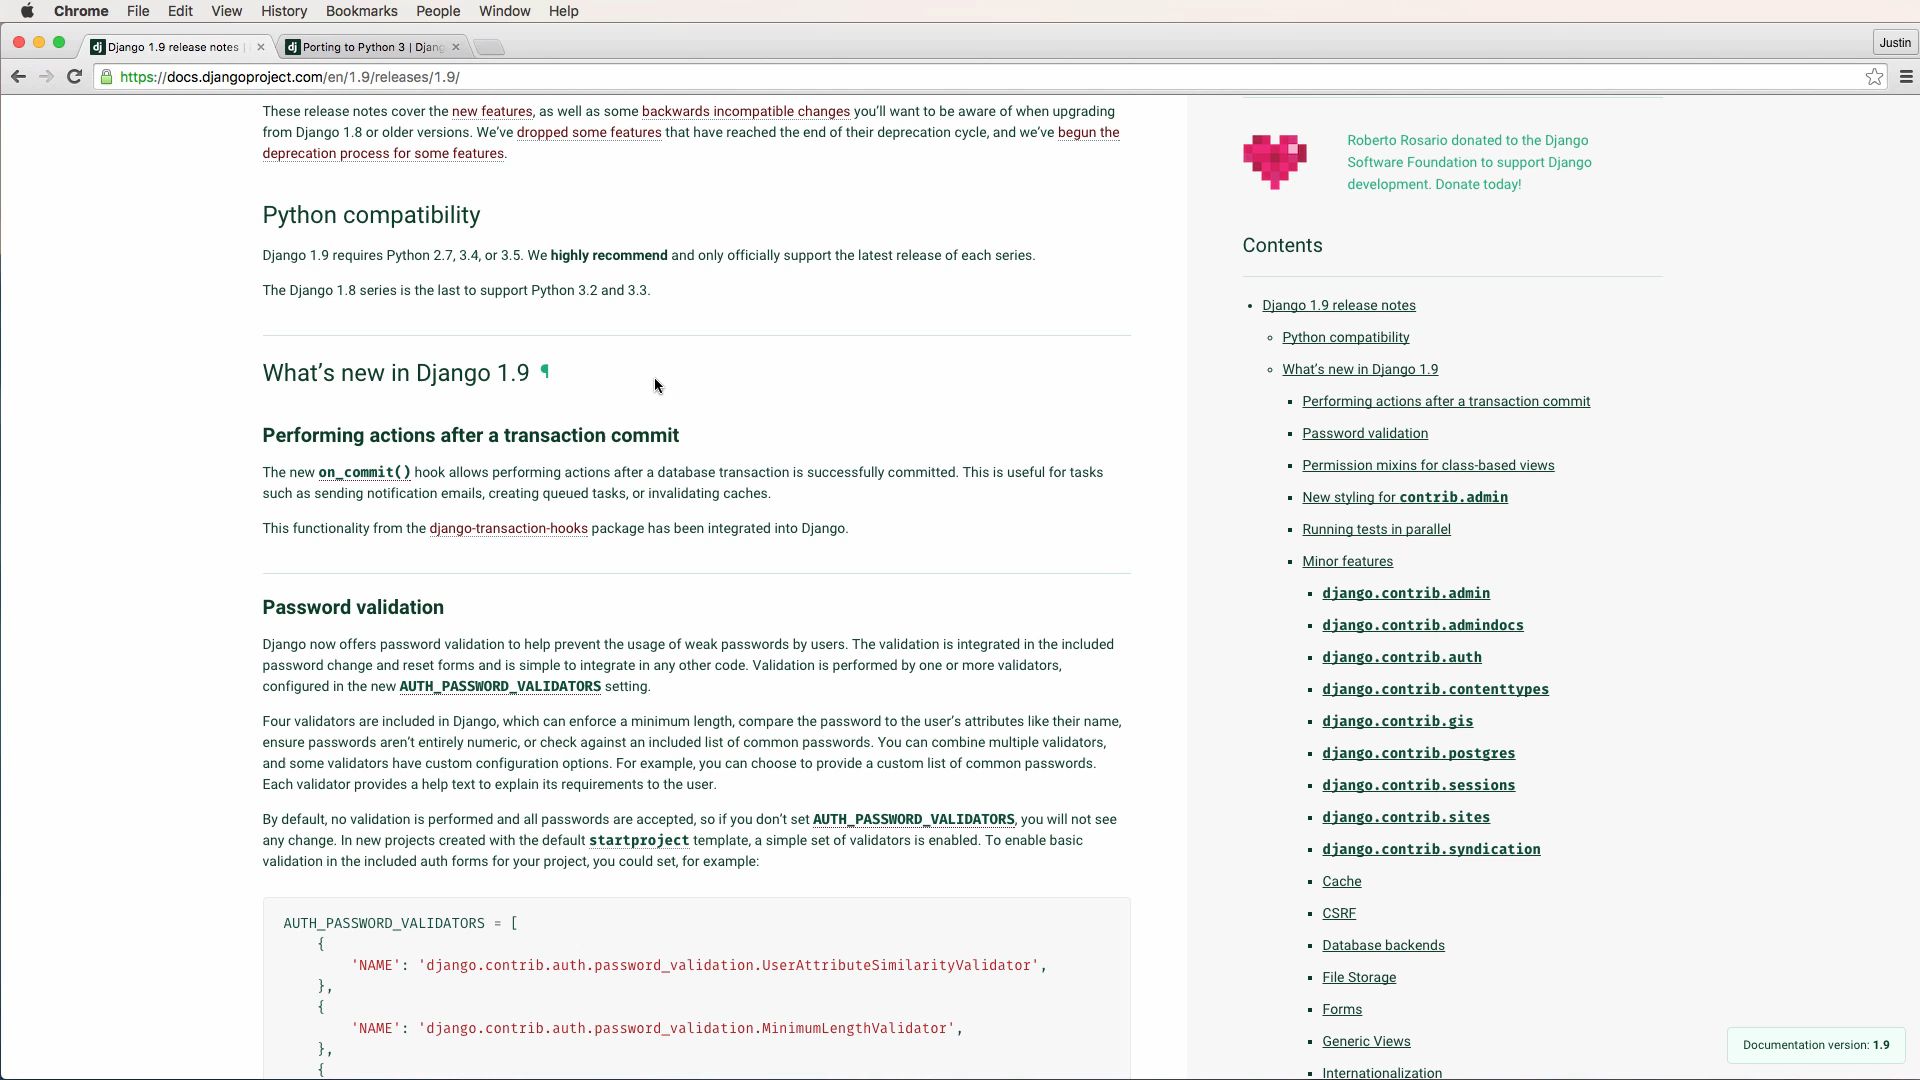 Chrome File Edit View History Bookmarks People Window Help
Django 1.9 release notes |
Porting to Python 3 | Djang
Justin
https://docs.djangoproject.com/en/1.9/releases/1.9/
These release notes cover the new features, as well as some backwards incompatible changes you’ll want to be aware of when upgrading
from Django 1.8 or older versions. We’ve dropped some features that have reached the end of their deprecation cycle, and we’ve begun the
deprecation process for some features.
Python compatibility
Django 1.9 requires Python 2.7, 3.4, or 3.5. We highly recommend and only officially support the latest release of each series.
The Django 1.8 series is the last to support Python 3.2 and 3.3.
What’s new in Django 1.9 ¶
Performing actions after a transaction commit
The new on_commit() hook allows performing actions after a database transaction is successfully committed. This is useful for tasks
such as sending notification emails, creating queued tasks, or invalidating caches.
This functionality from the django-transaction-hooks package has been integrated into Django.
Password validation
Django now offers password validation to help prevent the usage of weak passwords by users. The validation is integrated in the included
password change and reset forms and is simple to integrate in any other code. Validation is performed by one or more validators,
configured in the new AUTH_PASSWORD_VALIDATORS setting.
Four validators are included in Django, which can enforce a minimum length, compare the password to the user’s attributes like their name,
ensure passwords aren’t entirely numeric, or check against an included list of common passwords. You can combine multiple validators,
and some validators have custom configuration options. For example, you can choose to provide a custom list of common passwords.
Each validator provides a help text to explain its requirements to the user.
By default, no validation is performed and all passwords are accepted, so if you don’t set AUTH_PASSWORD_VALIDATORS, you will not see
any change. In new projects created with the default startproject template, a simple set of validators is enabled. To enable basic
validation in the included auth forms for your project, you could set, for example:
AUTH_PASSWORD_VALIDATORS = [
{
'NAME': 'django.contrib.auth.password_validation.UserAttributeSimilarityValidator',
},
{
'NAME': 'django.contrib.auth.password_validation.MinimumLengthValidator',
},
{
Roberto Rosario donated to the Django
Software Foundation to support Django
development. Donate today!
Contents
Django 1.9 release notes
Python compatibility
What’s new in Django 1.9
Performing actions after a transaction commit
Password validation
Permission mixins for class-based views
New styling for contrib.admin
Running tests in parallel
Minor features
django.contrib.admin
django.contrib.admindocs
django.contrib.auth
django.contrib.contenttypes
django.contrib.gis
django.contrib.postgres
django.contrib.sessions
django.contrib.sites
django.contrib.syndication
Cache
CSRF
Database backends
File Storage
Forms
Generic Views
Internationalization
Documentation version: 1.9